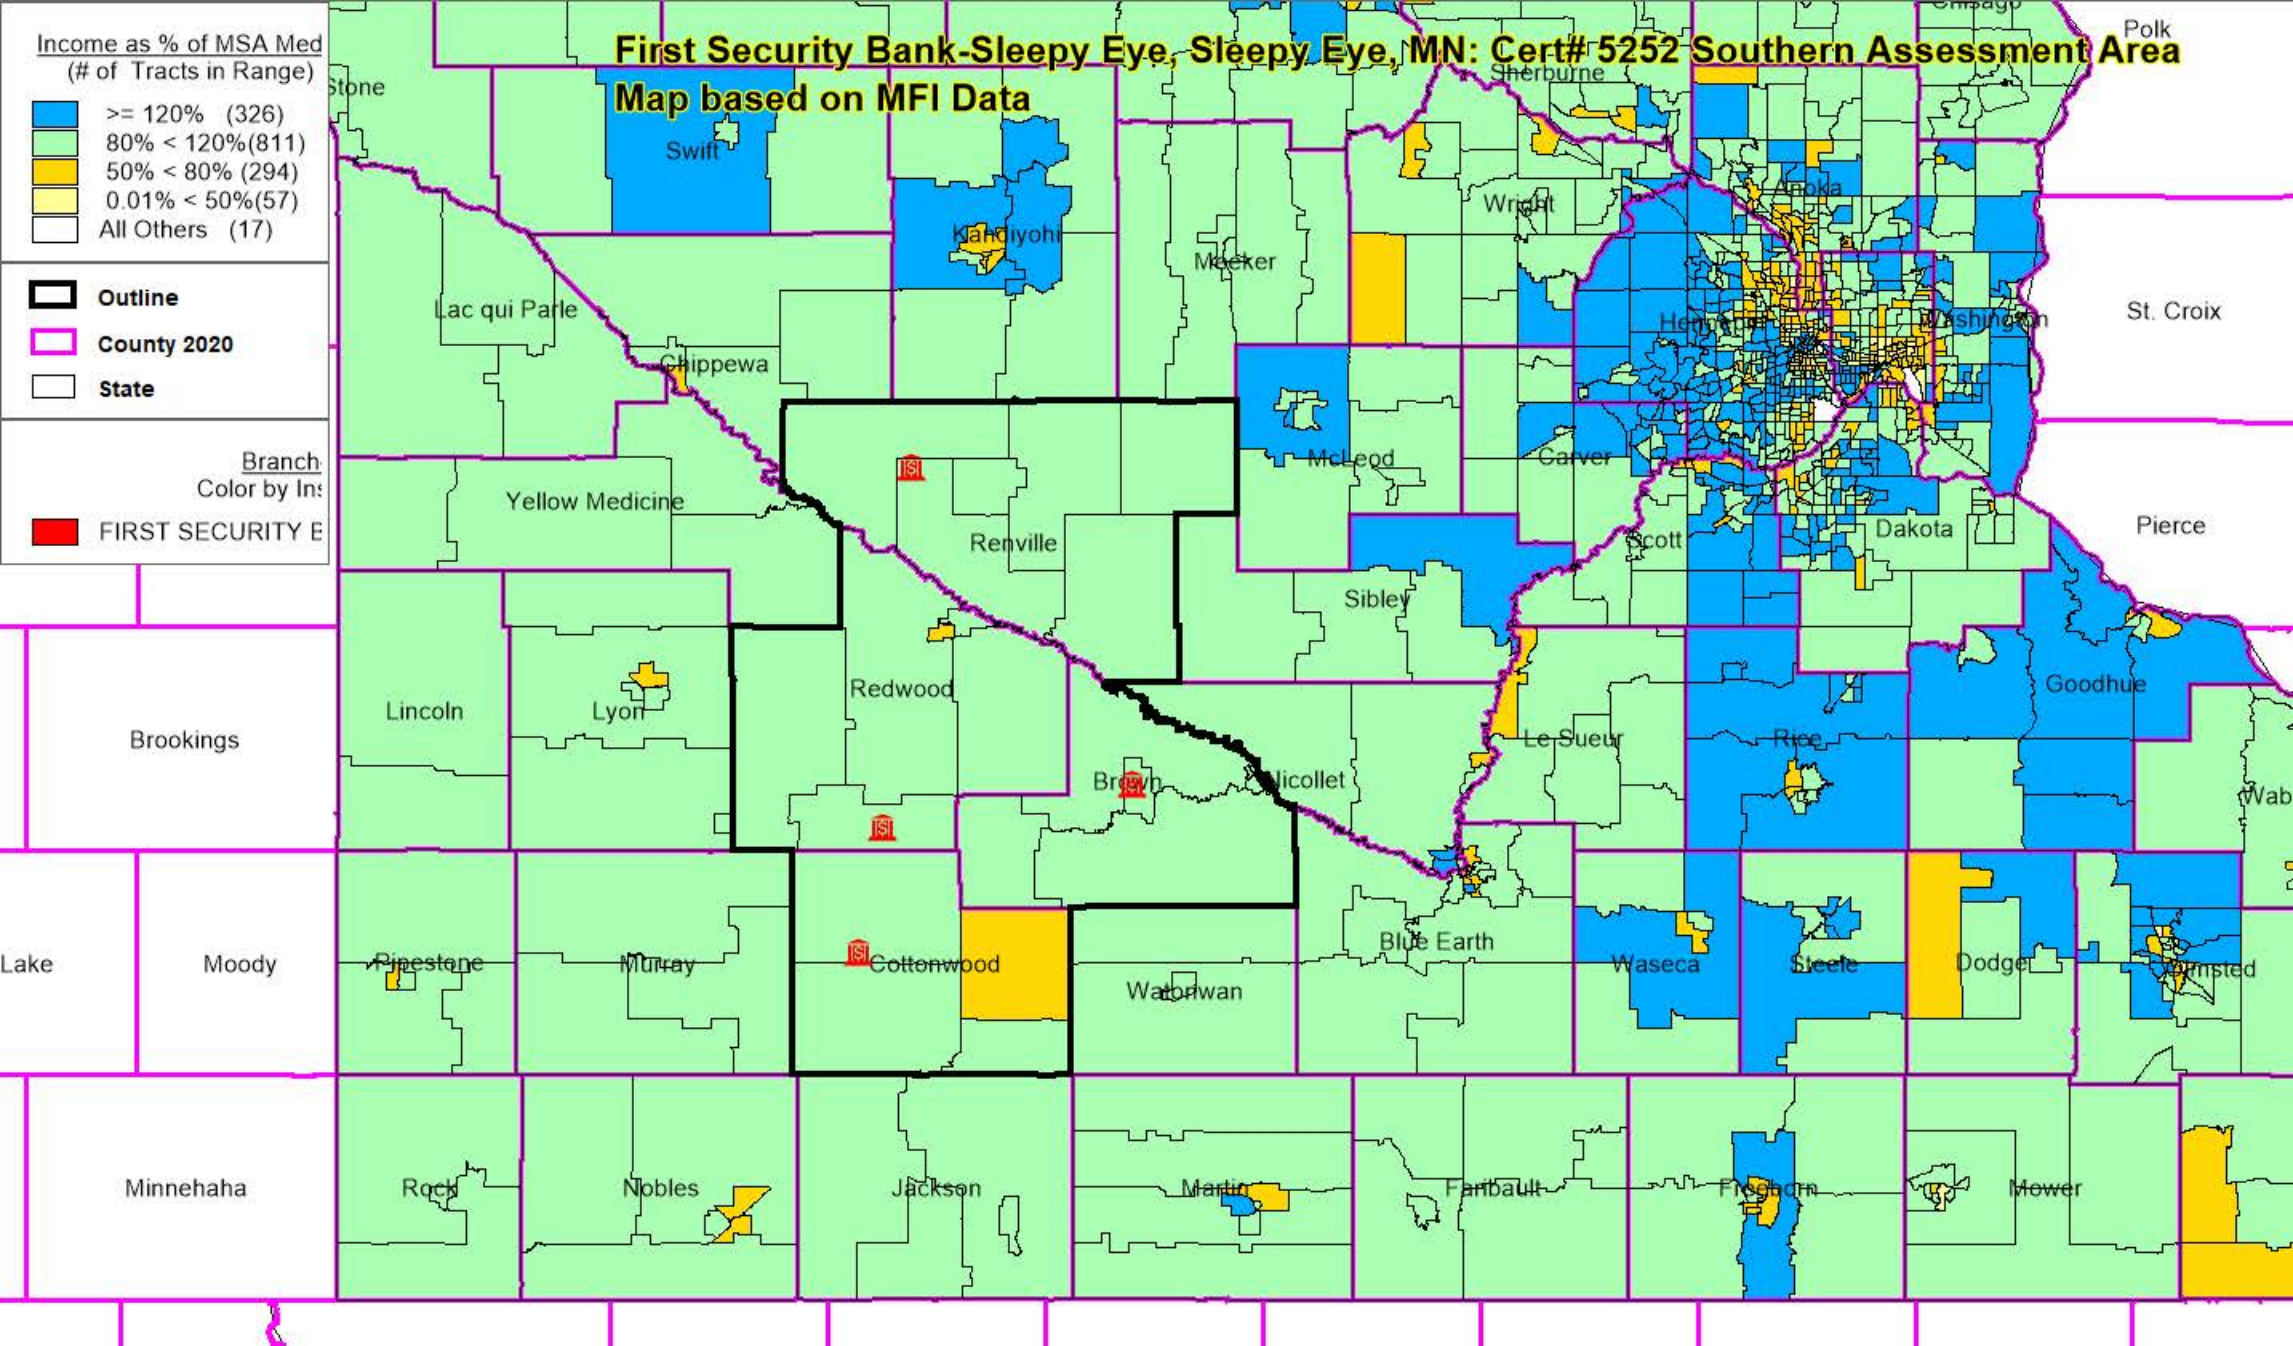 First Security Bank-Sleepy Eye, Sleepy Eye, MN: Cert# 5252 Southern Assessment Area
Map based on MFI Data
Income as % of MSA Med
(# of Tracts in Range)
>= 120% (326)
80% < 120%(811)
50% < 80% (294)
0.01% < 50%(57)
All Others (17)
Outline
County 2020
State
Branch
Color by Ins
FIRST SECURITY B
Stone
Chisago
Polk
Sherburne
Swift
Anoka
Wright
Kandiyohi
Meeker
Lac qui Parle
St. Croix
Hennepin
Washington
Chippewa
McLeod
Carver
Yellow Medicine
Pierce
Dakota
Renville
Scott
Sibley
Goodhue
Redwood
Lincoln
Lyon
Brookings
Le Sueur
Rice
Brown
Nicollet
Wab
Blue Earth
Lake
Moody
Pipestone
Murray
Cottonwood
Waseca
Steele
Dodge
Olmsted
Watonwan
Minnehaha
Rock
Nobles
Jackson
Martin
Faribault
Freeborn
Mower